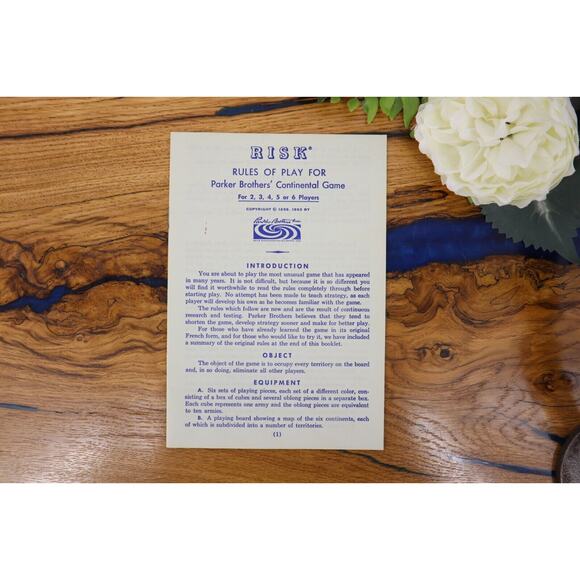 RISK®
RULES OF PLAY FOR
Parker Brothers' Continental Game
For 2, 3, 4, 5 or 6 Players
COPYRIGHT © 1959, 1963 BY
Parker Brothers Inc
INTRODUCTION
You are about to play the most unusual game that has appeared
in many years. It is not difficult, but because it is so different you
will find it worthwhile to read the rules completely through before
starting play. No attempt has been made to teach strategy, as each
player will develop his own as he becomes familiar with the game.
The rules which follow are new and are the result of continuous
research and testing. Parker Brothers believes that they tend to
shorten the game, develop strategy sooner and make for better play.
For those who have already learned the game in its original
French form, and for those who would like to try it, we have included
a summary of the original rules at the end of this booklet.
OBJECT
The object of the game is to occupy every territory on the board
and, in so doing, eliminate all other players.
EQUIPMENT
A. Six sets of playing pieces, each set of a different color, con-
sisting of a box of cubes and several oblong pieces in a separate box.
Each cube represents one army and the oblong pieces are equivalent
to ten armies.
B. A playing board showing a map of the six continents, each
of which is subdivided into a number of territories.
(1)